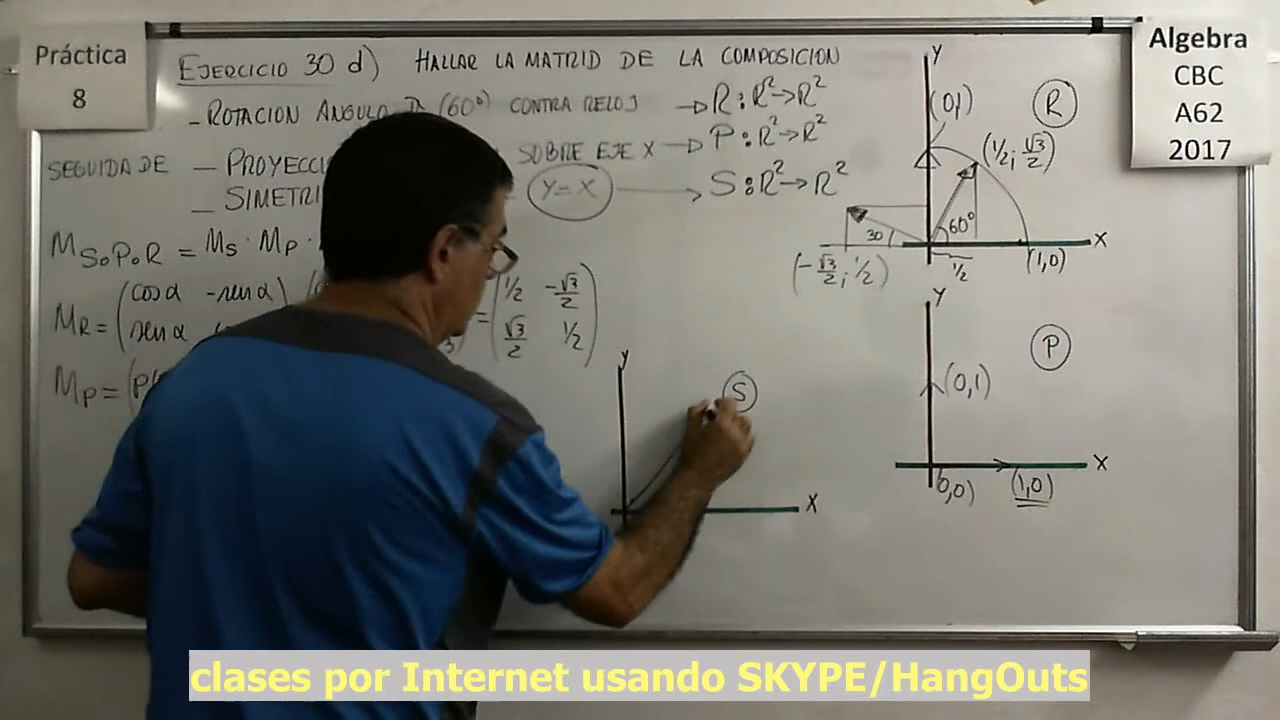 Práctica
8
Algebra
CBC
A62
2017
EJERCICIO 30 d) HALLAR LA MATRID DE LA COMPOSICION
- ROTACION ANGULO (60°) CONTRA RELOJ → R : R² → R²
SEGUIDA DE - SOBRE EJE X → P : R² → R²
- Y = X → S : R² → R²
M_SoPoR = M_S · M_P ·
M_R = (cos α -sen α
sen α
= (1/2 -√3/2
√3/2 1/2)
M_P = (
Y
(0,1)
R
(1/2 ; √3/2)
60°
30
X
(-√3/2 ; 1/2)
1/2
(1,0)
Y
P
(0,1)
X
0,0)
(1,0)
Y
S
X
clases por Internet usando SKYPE/HangOuts